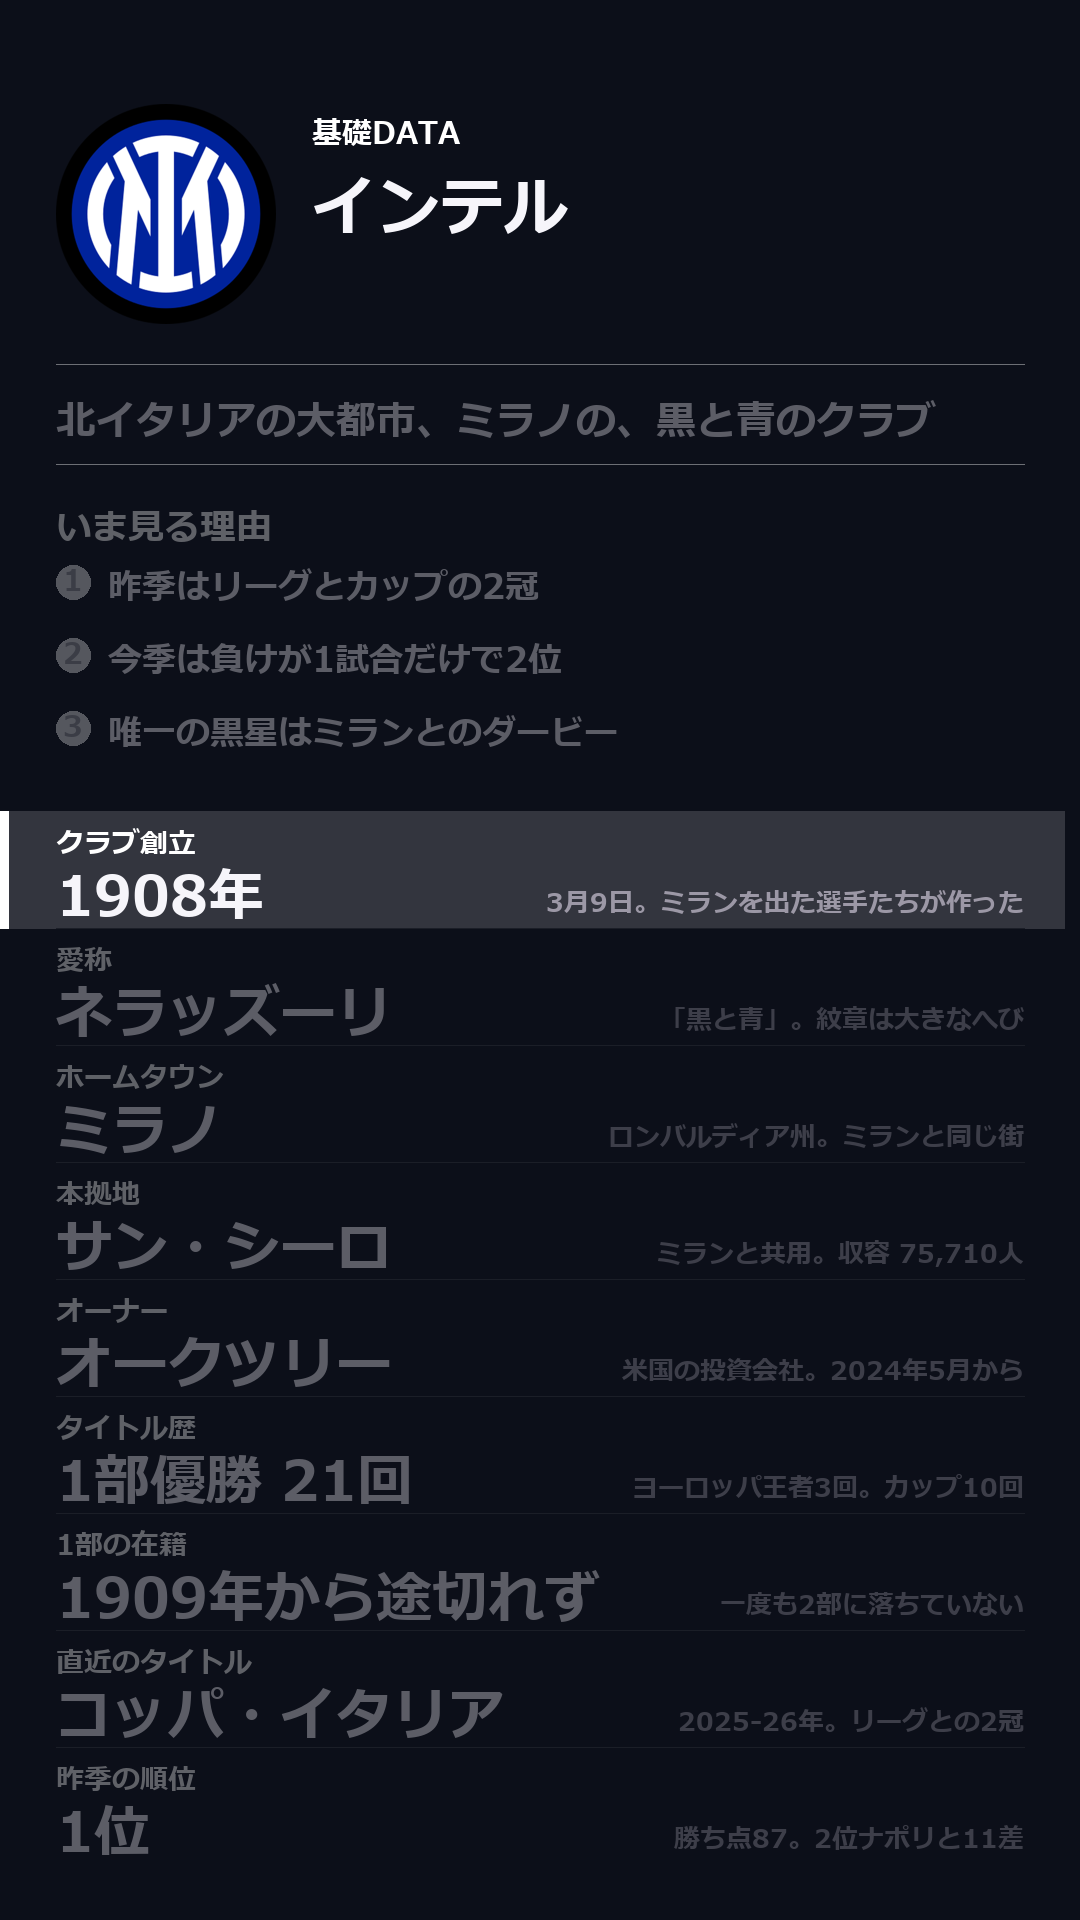 基礎DATA
インテル
北イタリアの大都市、ミラノの、黒と青のクラブ
いま見る理由
1 昨季はリーグとカップの2冠
2 今季は負けが1試合だけで2位
3 唯一の黒星はミランとのダービー
クラブ創立
1908年 3月9日。ミランを出た選手たちが作った
愛称
ネラッズーリ 「黒と青」。紋章は大きなへび
ホームタウン
ミラノ ロンバルディア州。ミランと同じ街
本拠地
サン・シーロ ミランと共用。収容 75,710人
オーナー
オークツリー 米国の投資会社。2024年5月から
タイトル歴
1部優勝 21回 ヨーロッパ王者3回。カップ10回
1部の在籍
1909年から途切れず 一度も2部に落ちていない
直近のタイトル
コッパ・イタリア 2025-26年。リーグとの2冠
昨季の順位
1位 勝ち点87。2位ナポリと11差